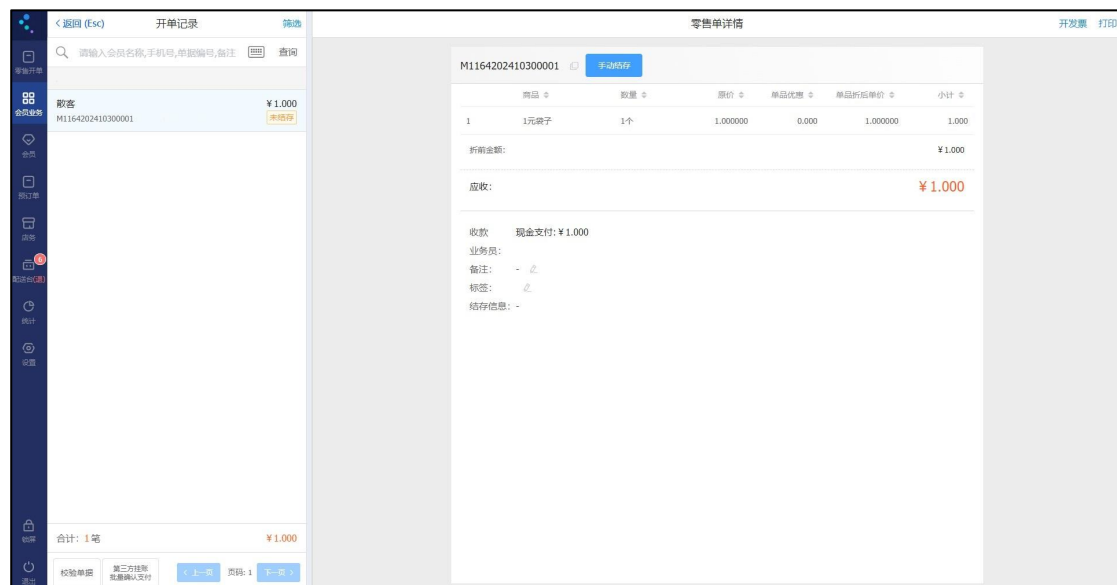 < 返回 (Esc)
开单记录
筛选
零售单详情
开发票
打印
零售开单
会员业务
会员
预订单
店务
6
配送台(退)
统计
设置
锁屏
退出
请输入会员名称,手机号,单据编号,备注
查询
散客
¥1.000
M1164202410300001
未结存
合计: 1笔
¥1.000
校验单据
第三方挂账
批量确认支付
< 上一页
页码: 1
下一页 >
M1164202410300001
手动结存
商品 数量 原价 单品优惠 单品折后单价 小计
1 1元袋子 1个 1.000000 0.000 1.000000 1.000
折前金额: ¥1.000
应收: ¥1.000
收款 现金支付: ¥1.000
业务员:
备注: -
标签:
结存信息: -